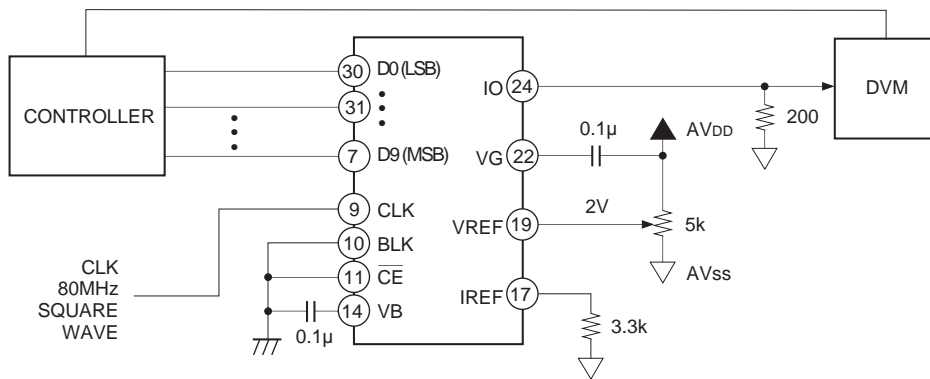 CONTROLLER
30
D0 (LSB)
31
7
D9 (MSB)
9
CLK
10
BLK
11
CE
14
VB
0.1µ
CLK
80MHz
SQUARE
WAVE
IO
24
DVM
200
VG
22
0.1µ
AVDD
VREF
19
2V
5k
AVss
IREF
17
3.3k